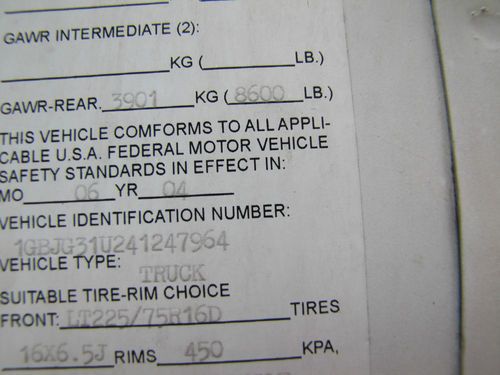 GAWR INTERMEDIATE (2):
KG ( LB.)
GAWR-REAR. 3901 KG ( 8600 LB.)
THIS VEHICLE COMFORMS TO ALL APPLI-
CABLE U.S.A. FEDERAL MOTOR VEHICLE
SAFETY STANDARDS IN EFFECT IN:
MO 06 YR 04
VEHICLE IDENTIFICATION NUMBER:
1GBJG31U241247964
VEHICLE TYPE: TRUCK
SUITABLE TIRE-RIM CHOICE
FRONT: LT225/75R16D TIRES
16X6.5J RIMS 450 KPA,